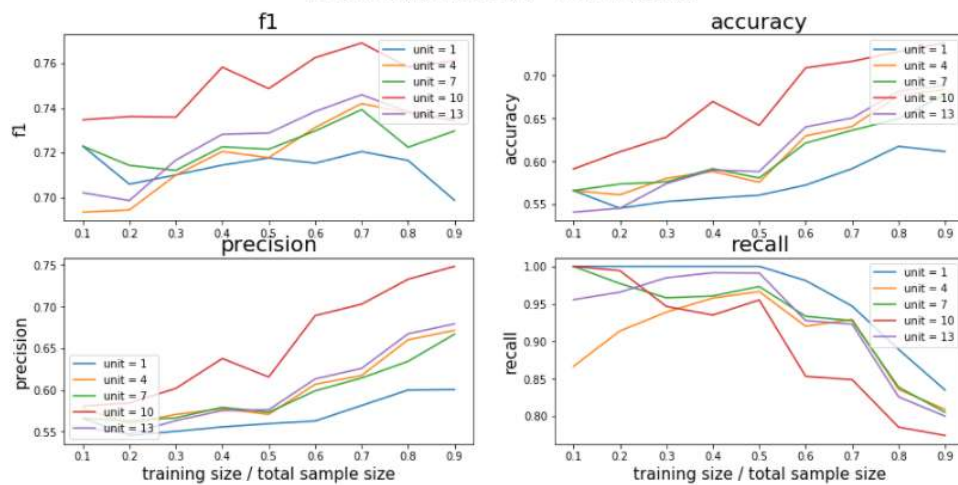 f1
f1
0.76
0.74
0.72
0.70
unit = 1
unit = 4
unit = 7
unit = 10
unit = 13
0.1 0.2 0.3 0.4 0.5 0.6 0.7 0.8 0.9
accuracy
accuracy
0.70
0.65
0.60
0.55
unit = 1
unit = 4
unit = 7
unit = 10
unit = 13
0.1 0.2 0.3 0.4 0.5 0.6 0.7 0.8 0.9
precision
precision
0.75
0.70
0.65
0.60
0.55
unit = 1
unit = 4
unit = 7
unit = 10
unit = 13
0.1 0.2 0.3 0.4 0.5 0.6 0.7 0.8 0.9
training size / total sample size
recall
recall
1.00
0.95
0.90
0.85
0.80
unit = 1
unit = 4
unit = 7
unit = 10
unit = 13
0.1 0.2 0.3 0.4 0.5 0.6 0.7 0.8 0.9
training size / total sample size